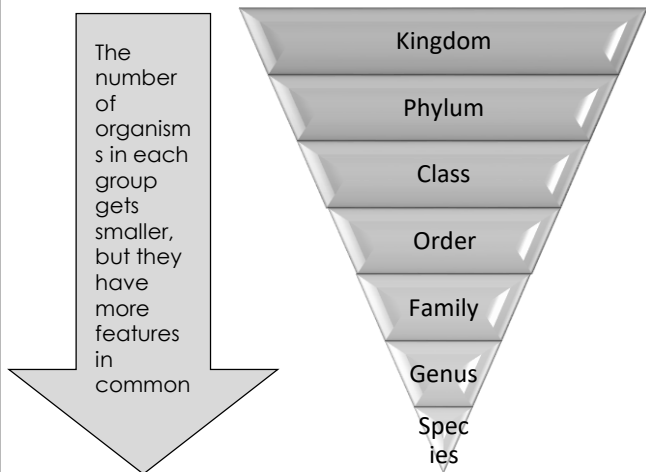 The
number
of
organism
s in each
group
gets
smaller,
but they
have
more
features
in
common
Kingdom
Phylum
Class
Order
Family
Genus
Spec
ies